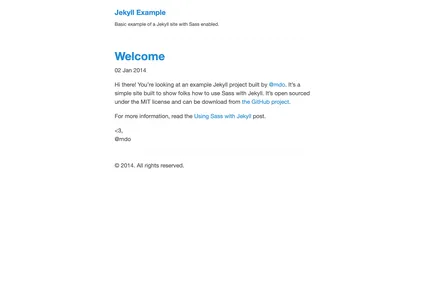 Jekyll Example
Basic example of a Jekyll site with Sass enabled.
Welcome
02 Jan 2014
Hi there! You're looking at an example Jekyll project built by @mdo. It's a
simple site built to show folks how to use Sass with Jekyll. It's open sourced
under the MIT license and can be download from the GitHub project.
For more information, read the Using Sass with Jekyll post.
<3,
@mdo
© 2014. All rights reserved.